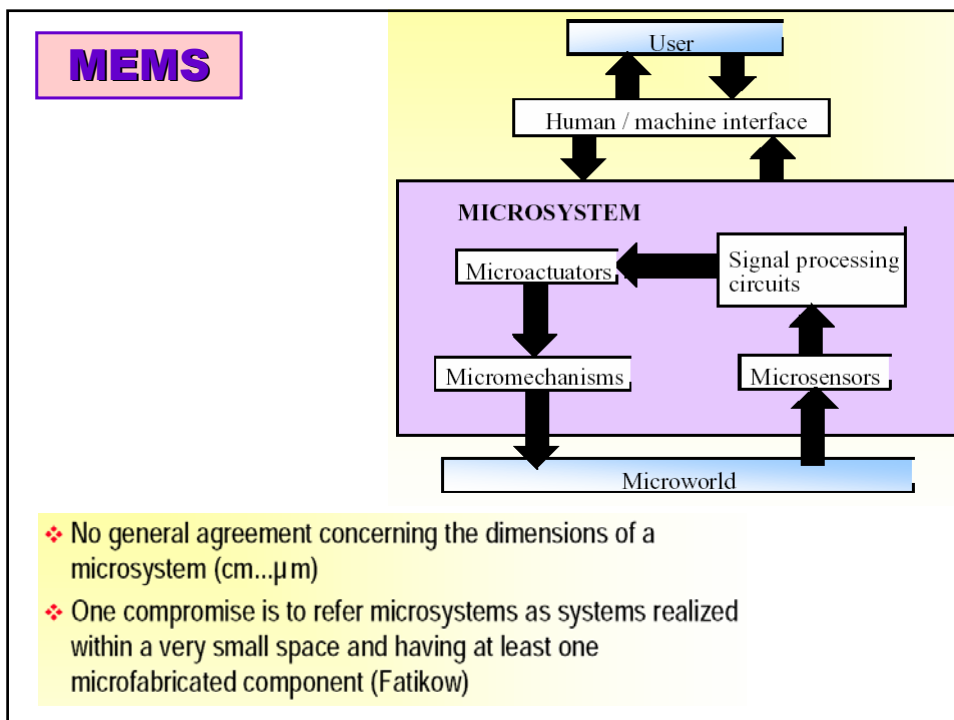 MEMS
User
Human / machine interface
MICROSYSTEM
Microactuators
Signal processing
circuits
Micromechanisms
Microsensors
Microworld
❖ No general agreement concerning the dimensions of a
microsystem (cm...µm)
❖ One compromise is to refer microsystems as systems realized
within a very small space and having at least one
microfabricated component (Fatikow)